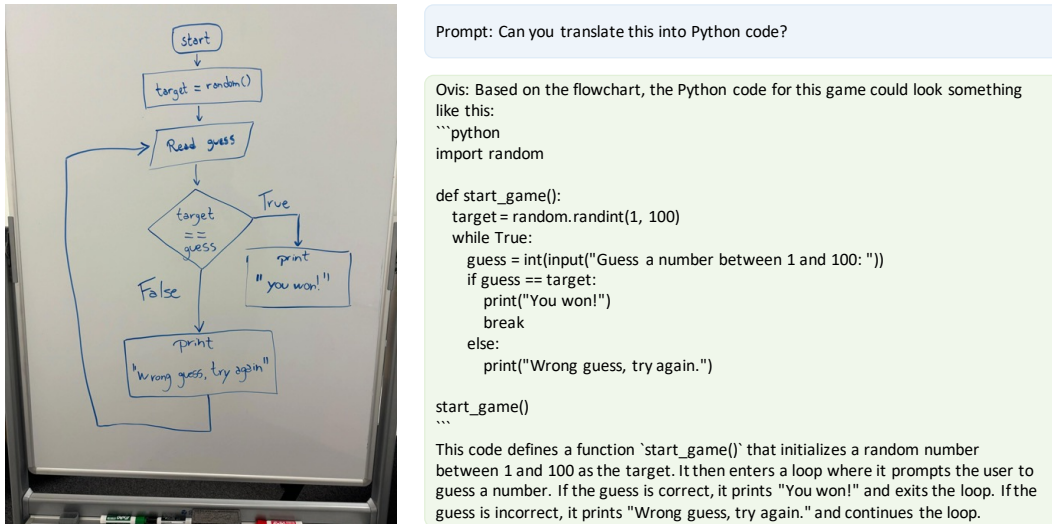 start
target = random()
Read guess
target
==
guess
True
print
"you won!"
False
print
"Wrong guess, try again"
Prompt: Can you translate this into Python code?
Ovis: Based on the flowchart, the Python code for this game could look something
like this:
```python
import random
def start_game():
target = random.randint(1, 100)
while True:
guess = int(input("Guess a number between 1 and 100: "))
if guess == target:
print("You won!")
break
else:
print("Wrong guess, try again.")
start_game()
```
This code defines a function `start_game()` that initializes a random number
between 1 and 100 as the target. It then enters a loop where it prompts the user to
guess a number. If the guess is correct, it prints "You won!" and exits the loop. If the
guess is incorrect, it prints "Wrong guess, try again." and continues the loop.